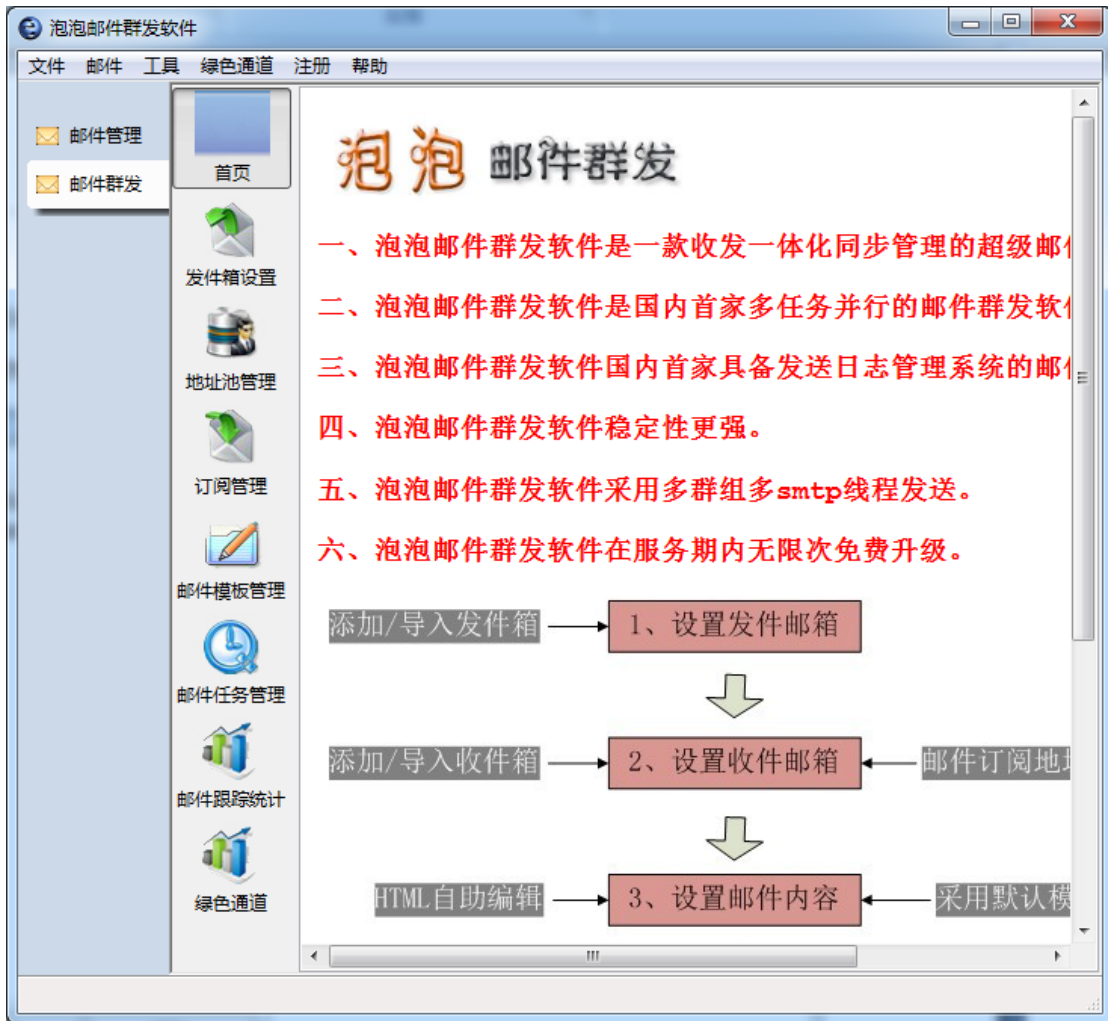 泡泡邮件群发软件
文件 邮件 工具 绿色通道 注册 帮助
邮件管理
邮件群发
首页
发件箱设置
地址池管理
订阅管理
邮件模板管理
邮件任务管理
邮件跟踪统计
绿色通道
泡泡 邮件群发
一、泡泡邮件群发软件是一款收发一体化同步管理的超级邮
二、泡泡邮件群发软件是国内首家多任务并行的邮件群发软
三、泡泡邮件群发软件国内首家具备发送日志管理系统的邮
四、泡泡邮件群发软件稳定性更强。
五、泡泡邮件群发软件采用多群组多smtp线程发送。
六、泡泡邮件群发软件在服务期内无限次免费升级。
添加/导入发件箱 1、设置发件邮箱
添加/导入收件箱 2、设置收件邮箱 邮件订阅地
HTML自助编辑 3、设置邮件内容 采用默认模